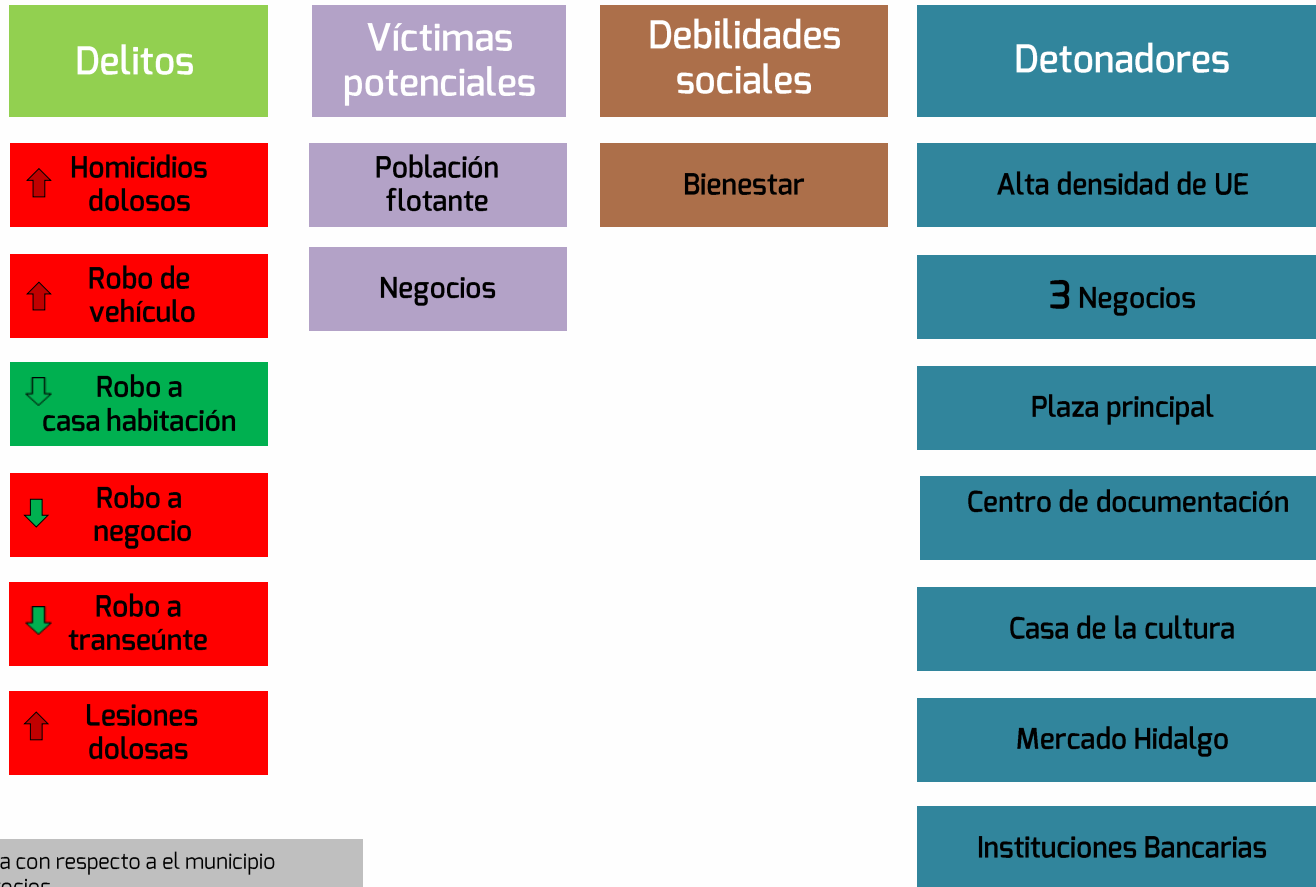 Delitos
Víctimas
potenciales
Debilidades
sociales
Detonadores
Homicidios
dolosos
Robo de
vehículo
Robo a
casa habitación
Robo a
negocio
Robo a
transeúnte
Lesiones
dolosas
Población
flotante
Negocios
Bienestar
Alta densidad de UE
3 Negocios
Plaza principal
Centro de documentación
Casa de la cultura
Mercado Hidalgo
Instituciones Bancarias
a con respecto a el municipio